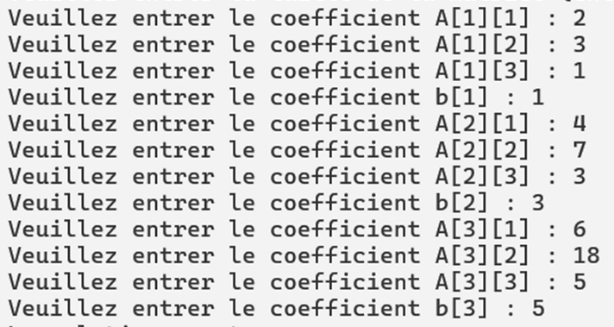 Veuillez entrer le coefficient A[1][1] : 2
Veuillez entrer le coefficient A[1][2] : 3
Veuillez entrer le coefficient A[1][3] : 1
Veuillez entrer le coefficient b[1] : 1
Veuillez entrer le coefficient A[2][1] : 4
Veuillez entrer le coefficient A[2][2] : 7
Veuillez entrer le coefficient A[2][3] : 3
Veuillez entrer le coefficient b[2] : 3
Veuillez entrer le coefficient A[3][1] : 6
Veuillez entrer le coefficient A[3][2] : 18
Veuillez entrer le coefficient A[3][3] : 5
Veuillez entrer le coefficient b[3] : 5